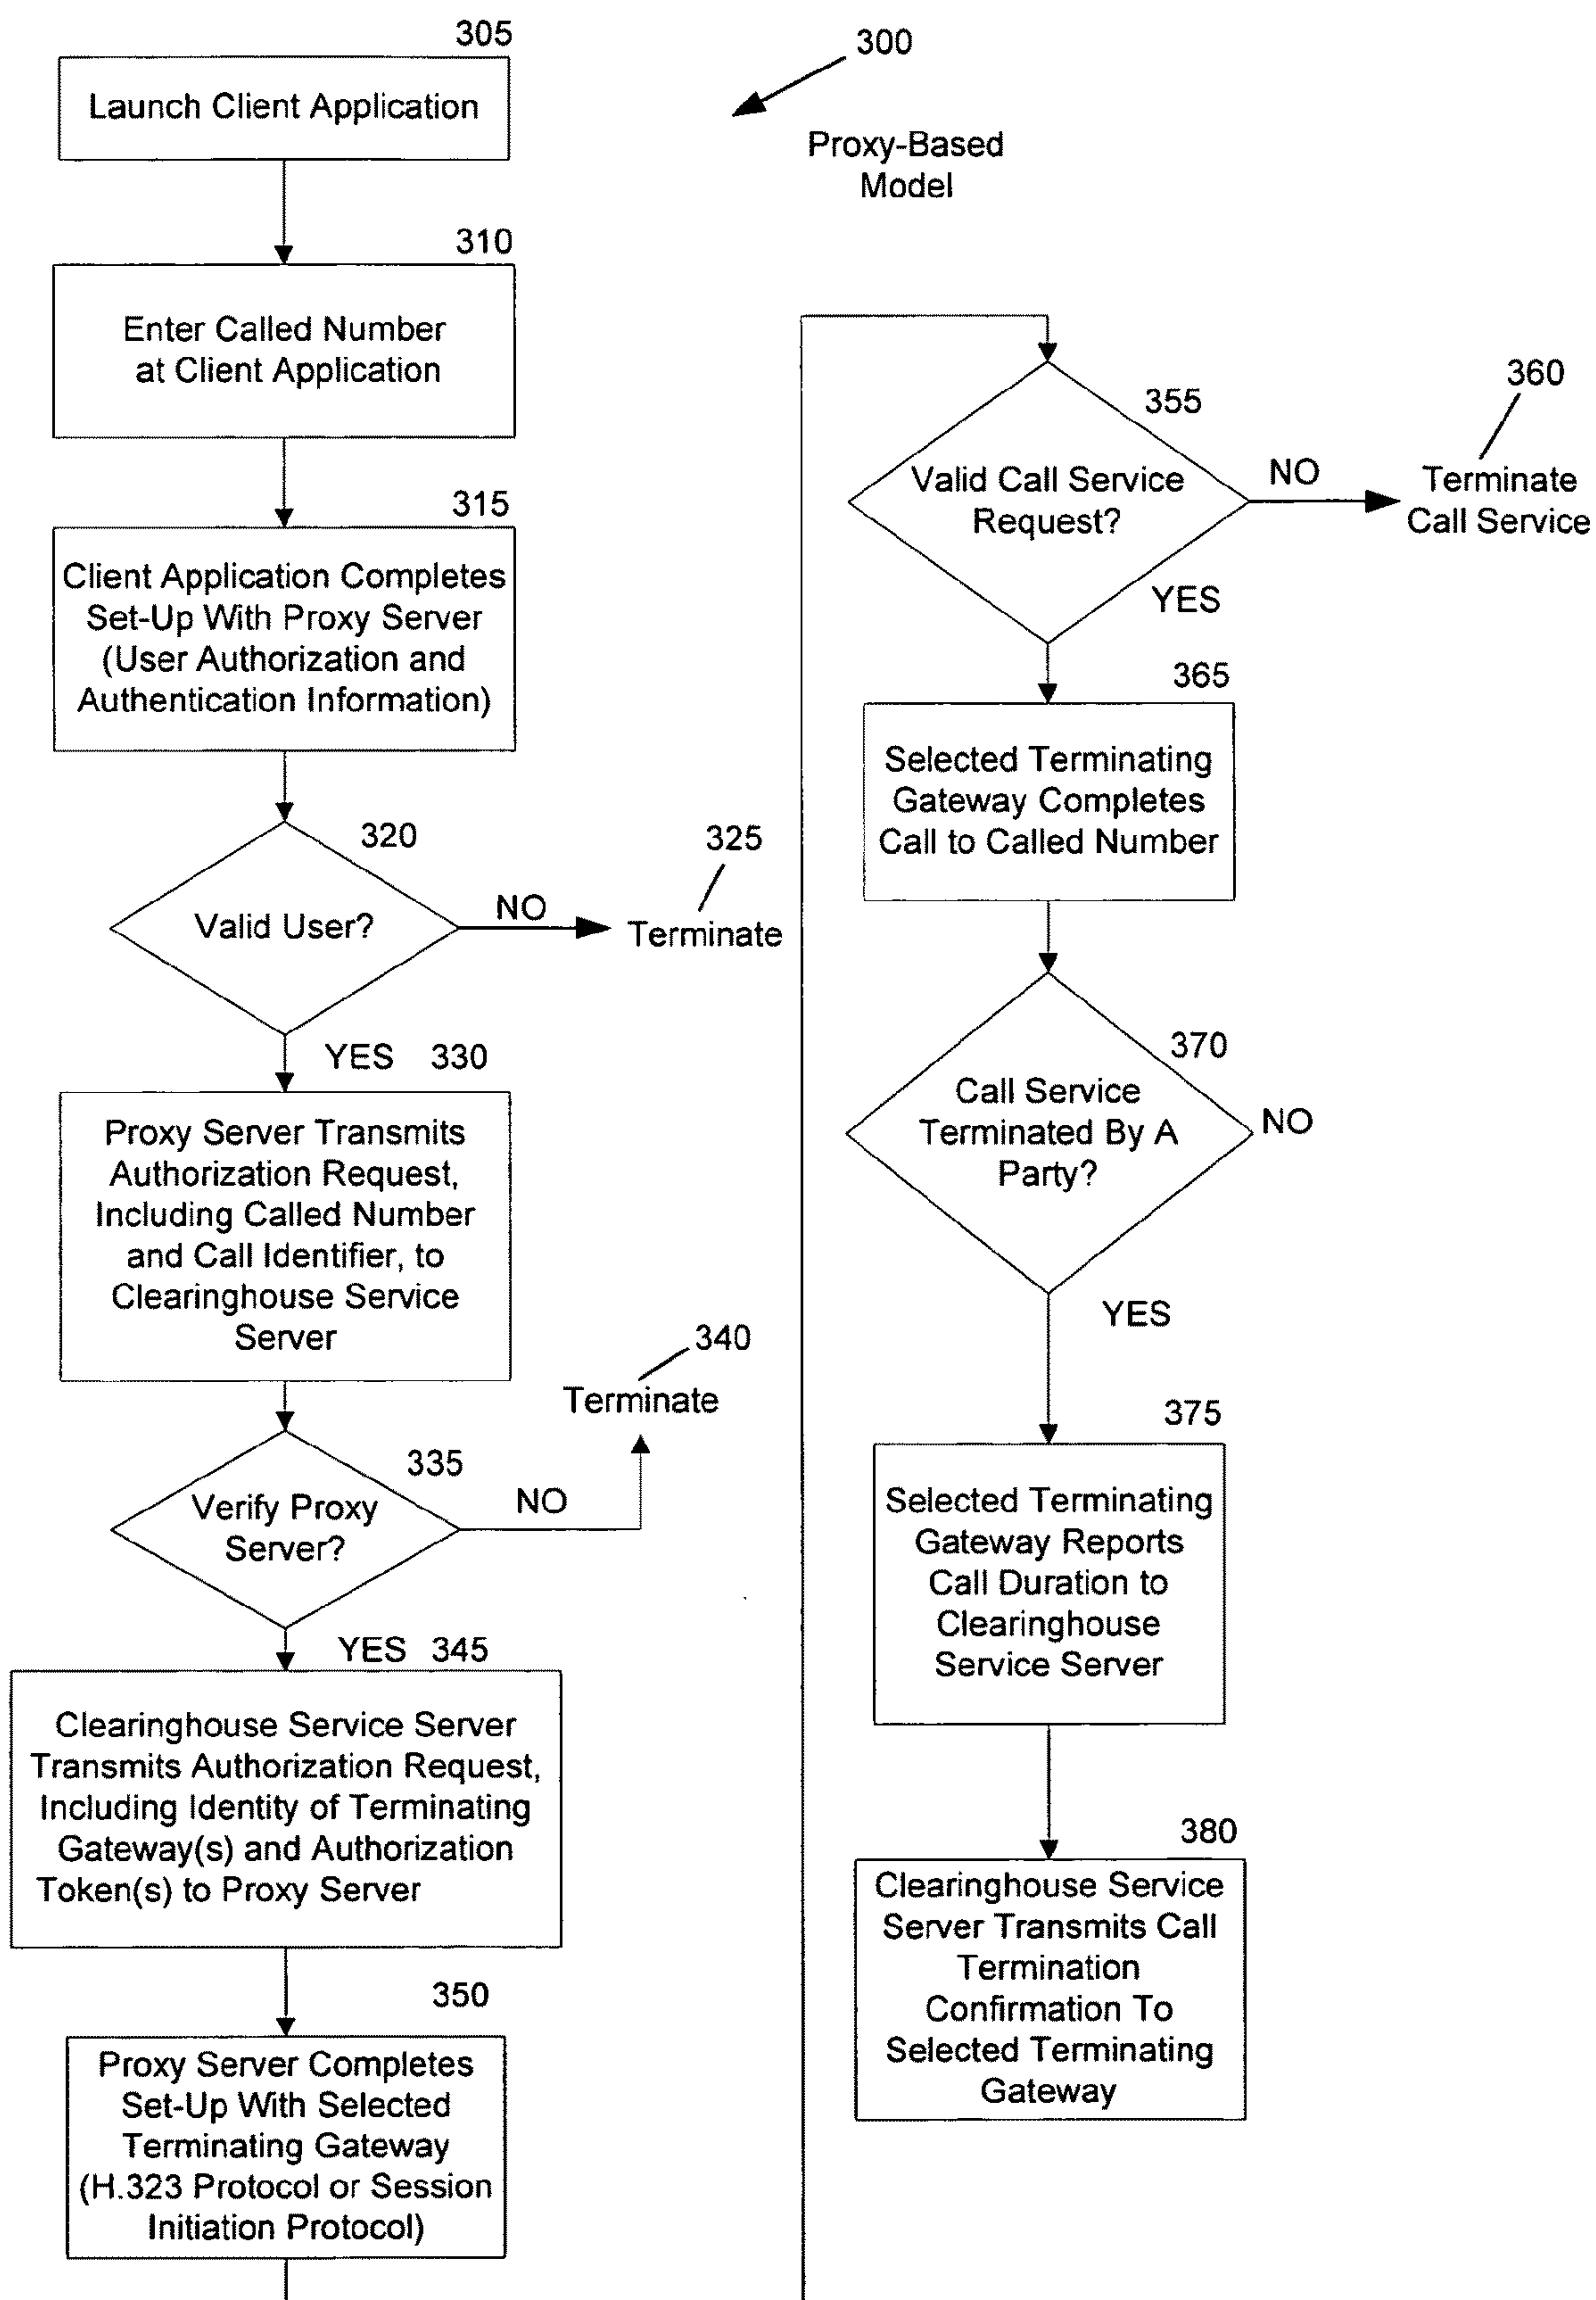 305
Launch Client Application
300
Proxy-Based
Model
310
Enter Called Number
at Client Application
315
Client Application Completes
Set-Up With Proxy Server
(User Authorization and
Authentication Information)
320
Valid User?
NO
325
Terminate
YES
330
Proxy Server Transmits
Authorization Request,
Including Called Number
and Call Identifier, to
Clearinghouse Service
Server
335
Verify Proxy
Server?
NO
340
Terminate
YES
345
Clearinghouse Service Server
Transmits Authorization Request,
Including Identity of Terminating
Gateway(s) and Authorization
Token(s) to Proxy Server
350
Proxy Server Completes
Set-Up With Selected
Terminating Gateway
(H.323 Protocol or Session
Initiation Protocol)
355
Valid Call Service
Request?
NO
360
Terminate
Call Service
YES
365
Selected Terminating
Gateway Completes
Call to Called Number
370
Call Service
Terminated By A
Party?
NO
YES
375
Selected Terminating
Gateway Reports
Call Duration to
Clearinghouse
Service Server
380
Clearinghouse Service
Server Transmits Call
Termination
Confirmation To
Selected Terminating
Gateway